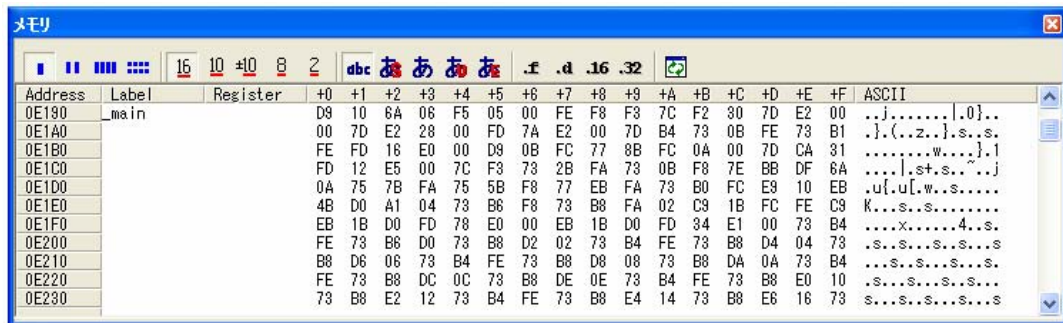 メモリ
16 10 ±10 8 2 abc あS あ あJ あE .f .d .16 .32
Address Label Register +0 +1 +2 +3 +4 +5 +6 +7 +8 +9 +A +B +C +D +E +F ASCII
0E190 _main D9 10 6A 06 F5 05 00 FE F8 F3 7C F2 30 7D E2 00 ..j.......|.0}..
0E1A0 00 7D E2 28 00 FD 7A E2 00 7D B4 73 0B FE 73 B1 .}.(..z..}.s..s.
0E1B0 FE FD 16 E0 00 D9 0B FC 77 8B FC 0A 00 7D CA 31 ........w....}.1
0E1C0 FD 12 E5 00 7C F3 73 2B FA 73 0B F8 7E BB DF 6A ....|.s+.s..~..j
0E1D0 0A 75 7B FA 75 5B F8 77 EB FA 73 B0 FC E9 10 EB .u{.u[.w..s.....
0E1E0 4B D0 A1 04 73 B6 F8 73 B8 FA 02 C9 1B FC FE C9 K...s..s........
0E1F0 EB 1B D0 FD 78 E0 00 EB 1B D0 FD 34 E1 00 73 B4 ....x......4..s.
0E200 FE 73 B6 D0 73 B8 D2 02 73 B4 FE 73 B8 D4 04 73 .s..s...s..s...s
0E210 B8 D6 06 73 B4 FE 73 B8 D8 08 73 B8 DA 0A 73 B4 ...s..s...s...s.
0E220 FE 73 B8 DC 0C 73 B8 DE 0E 73 B4 FE 73 B8 E0 10 .s...s...s..s...
0E230 73 B8 E2 12 73 B4 FE 73 B8 E4 14 73 B8 E6 16 73 s...s..s...s...s